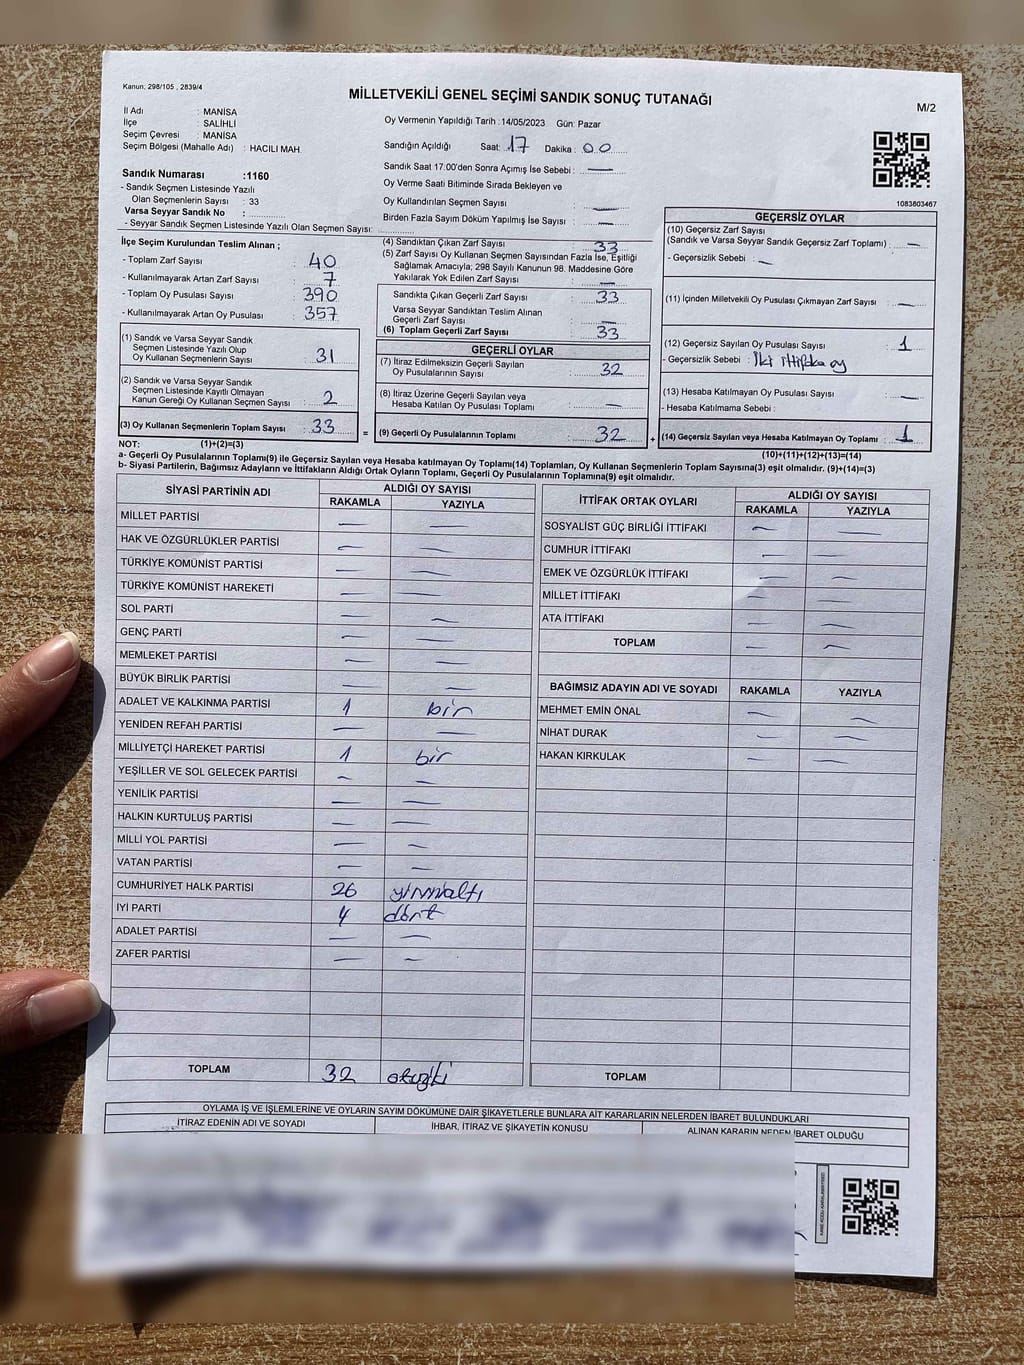 Kanun; 298/105 , 2839/4
MİLLETVEKİLİ GENEL SEÇİMİ SANDIK SONUÇ TUTANAĞI
M/2
İl Adı : MANİSA
İlçe : SALİHLİ
Seçim Çevresi : MANİSA
Seçim Bölgesi (Mahalle Adı) : HACILI MAH.
Oy Vermenin Yapıldığı Tarih :14/05/2023 Gün: Pazar
Sandığın Açıldığı Saat: 17 Dakika : 00
Sandık Saat 17:00'den Sonra Açımış İse Sebebi : —
Oy Verme Saati Bitiminde Sırada Bekleyen ve
Oy Kullandırılan Seçmen Sayısı : —
Birden Fazla Sayım Döküm Yapılmış İse Sayısı : —
1083803467
Sandık Numarası :1160
- Sandık Seçmen Listesinde Yazılı
Olan Seçmenlerin Sayısı : 33
Varsa Seyyar Sandık No :
- Seyyar Sandık Seçmen Listesinde Yazılı Olan Seçmen Sayısı:
İlçe Seçim Kurulundan Teslim Alınan ;
- Toplam Zarf Sayısı : 40
- Kullanılmayarak Artan Zarf Sayısı : 7
- Toplam Oy Pusulası Sayısı : 390
- Kullanılmayarak Artan Oy Pusulası : 357
(1) Sandık ve Varsa Seyyar Sandık
Seçmen Listesinde Yazılı Olup
Oy Kullanan Seçmenlerin Sayısı : 31
(2) Sandık ve Varsa Seyyar Sandık
Seçmen Listesinde Kayıtlı Olmayan
Kanun Gereği Oy Kullanan Seçmen Sayısı : 2
(3) Oy Kullanan Seçmenlerin Toplam Sayısı : 33
(4) Sandıktan Çıkan Zarf Sayısı : 33
(5) Zarf Sayısı Oy Kullanan Seçmen Sayısından Fazla İse, Eşitliği
Sağlamak Amacıyla; 298 Sayılı Kanunun 98. Maddesine Göre
Yakılarak Yok Edilen Zarf Sayısı : —
Sandıkta Çıkan Geçerli Zarf Sayısı : 33
Varsa Seyyar Sandıktan Teslim Alınan
Geçerli Zarf Sayısı : —
(6) Toplam Geçerli Zarf Sayısı : 33
GEÇERLİ OYLAR
(7) İtiraz Edilmeksizin Geçerli Sayılan
Oy Pusulalarının Sayısı : 32
(8) İtiraz Üzerine Geçerli Sayılan veya
Hesaba Katılan Oy Pusulası Toplamı : —
= (9) Geçerli Oy Pusulalarının Toplamı : 32
GEÇERSİZ OYLAR
(10) Geçersiz Zarf Sayısı
(Sandık ve Varsa Seyyar Sandık Geçersiz Zarf Toplamı) : —
- Geçersizlik Sebebi : —
(11) İçinden Milletvekili Oy Pusulası Çıkmayan Zarf Sayısı : —
(12) Geçersiz Sayılan Oy Pusulası Sayısı : 1
- Geçersizlik Sebebi : İki ittifaka oy
(13) Hesaba Katılmayan Oy Pusulası Sayısı : —
- Hesaba Katılmama Sebebi :
+ (14) Geçersiz Sayılan veya Hesaba Katılmayan Oy Toplamı : 1
NOT: (1)+(2)=(3)
(10)+(11)+(12)+(13)=(14)
a- Geçerli Oy Pusulalarının Toplamı(9) ile Geçersiz Sayılan veya Hesaba katılmayan Oy Toplamı(14) Toplamları, Oy Kullanan Seçmenlerin Toplam Sayısına(3) eşit olmalıdır. (9)+(14)=(3)
b- Siyasi Partilerin, Bağımsız Adayların ve İttifakların Aldığı Ortak Oyların Toplamı, Geçerli Oy Pusulalarının Toplamına(9) eşit olmalıdır.
SİYASİ PARTİNİN ADI ALDIĞI OY SAYISI
RAKAMLA YAZIYLA
MİLLET PARTİSİ — —
HAK VE ÖZGÜRLÜKLER PARTİSİ — —
TÜRKİYE KOMÜNİST PARTİSİ — —
TÜRKİYE KOMÜNİST HAREKETİ — —
SOL PARTİ — —
GENÇ PARTİ — —
MEMLEKET PARTİSİ — —
BÜYÜK BİRLİK PARTİSİ — —
ADALET VE KALKINMA PARTİSİ 1 bir
YENİDEN REFAH PARTİSİ — —
MİLLİYETÇİ HAREKET PARTİSİ 1 bir
YEŞİLLER VE SOL GELECEK PARTİSİ — —
YENİLİK PARTİSİ — —
HALKIN KURTULUŞ PARTİSİ — —
MİLLİ YOL PARTİSİ — —
VATAN PARTİSİ — —
CUMHURİYET HALK PARTİSİ 26 yirmialtı
İYİ PARTİ 4 dört
ADALET PARTİSİ — —
ZAFER PARTİSİ — —
TOPLAM 32 otuziki
İTTİFAK ORTAK OYLARI ALDIĞI OY SAYISI
RAKAMLA YAZIYLA
SOSYALİST GÜÇ BİRLİĞİ İTTİFAKI — —
CUMHUR İTTİFAKI — —
EMEK VE ÖZGÜRLÜK İTTİFAKI — —
MİLLET İTTİFAKI — —
ATA İTTİFAKI — —
TOPLAM — —
BAĞIMSIZ ADAYIN ADI VE SOYADI RAKAMLA YAZIYLA
MEHMET EMİN ÖNAL — —
NİHAT DURAK — —
HAKAN KIRKULAK — —
TOPLAM
OYLAMA İŞ VE İŞLEMLERİNE VE OYLARIN SAYIM DÖKÜMÜNE DAİR ŞİKAYETLERLE BUNLARA AİT KARARLARIN NELERDEN İBARET BULUNDUKLARI
İTİRAZ EDENİN ADI VE SOYADI İHBAR, İTİRAZ VE ŞİKAYETİN KONUSU ALINAN KARARIN NEDEN İBARET OLDUĞU